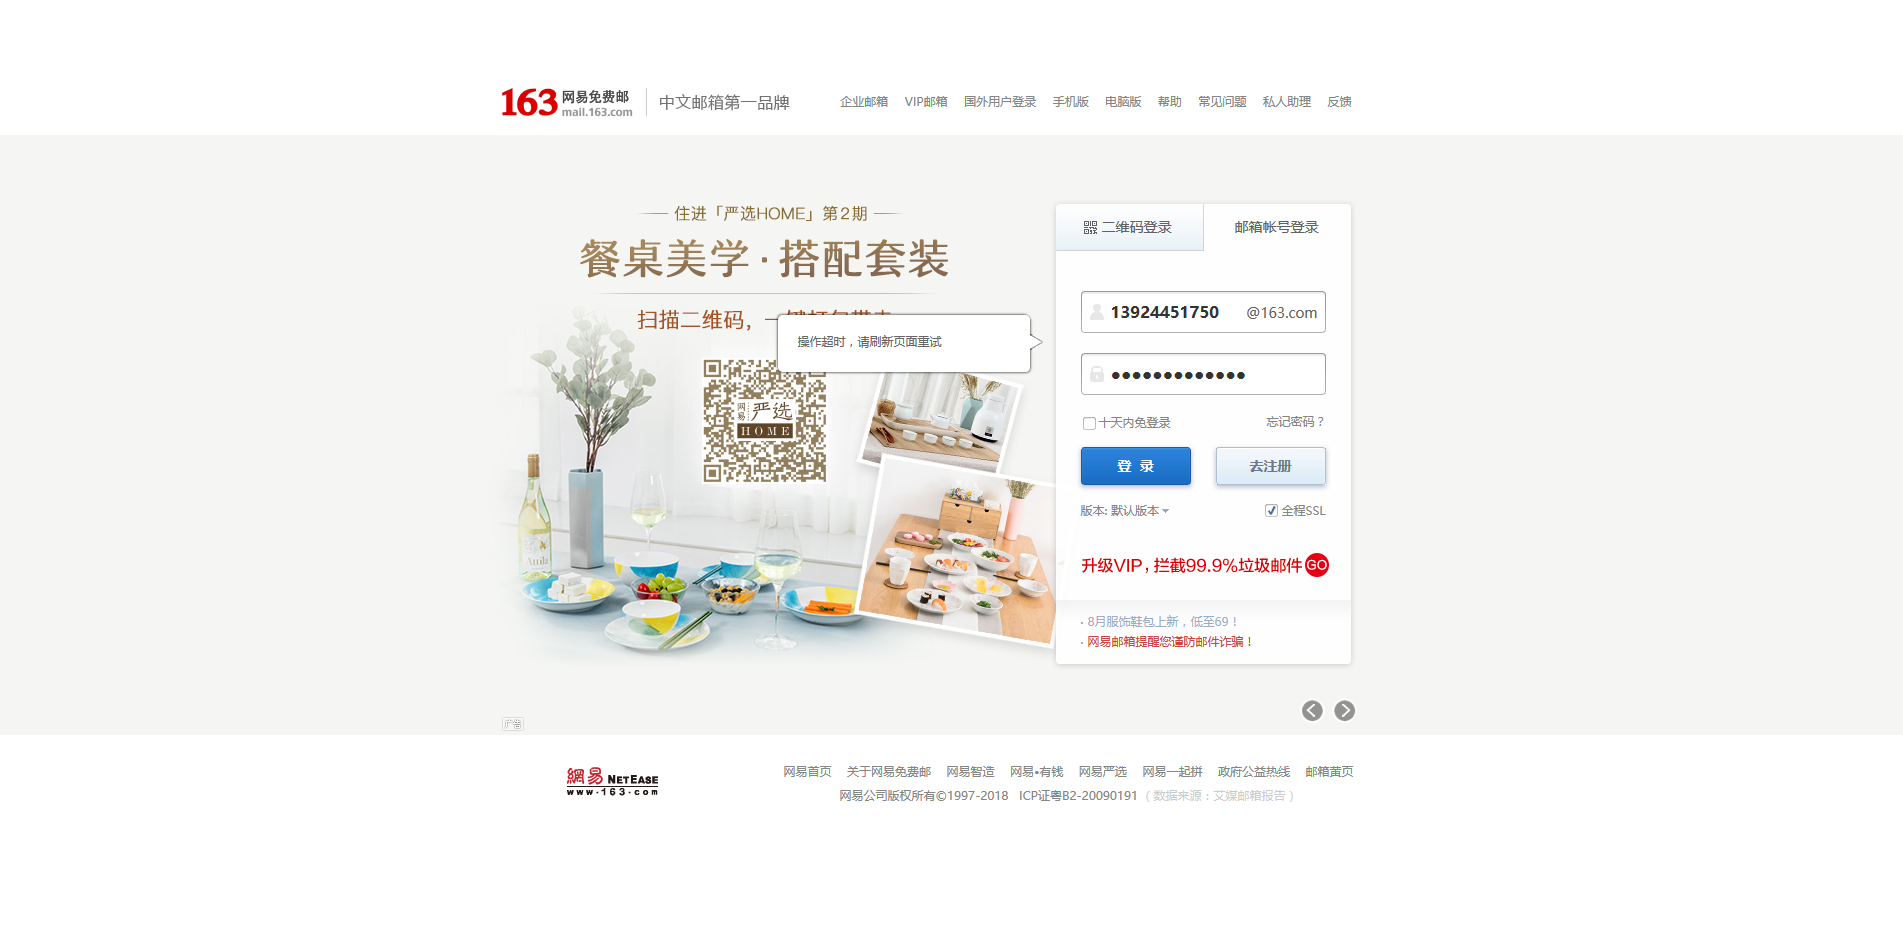 163 网易免费邮
mail.163.com
中文邮箱第一品牌
企业邮箱 VIP邮箱 国外用户登录 手机版 电脑版 帮助 常见问题 私人助理 反馈
住进「严选HOME」第2期
餐桌美学·搭配套装
扫描二维码，一键打包带走
操作超时，请刷新页面重试
网易严选
HOME
Attila
二维码登录
邮箱帐号登录
13924451750 @163.com
●●●●●●●●●●●●●
十天内免登录 忘记密码？
登 录 去注册
版本: 默认版本 全程SSL
升级VIP，拦截99.9%垃圾邮件 GO
· 8月服饰鞋包上新，低至69！
· 网易邮箱提醒您谨防邮件诈骗！
广告
網易 NETEASE
www.163.com
网易首页 关于网易免费邮 网易智造 网易•有钱 网易严选 网易一起拼 政府公益热线 邮箱黄页
网易公司版权所有©1997-2018 ICP证粤B2-20090191 （数据来源：艾媒邮箱报告）